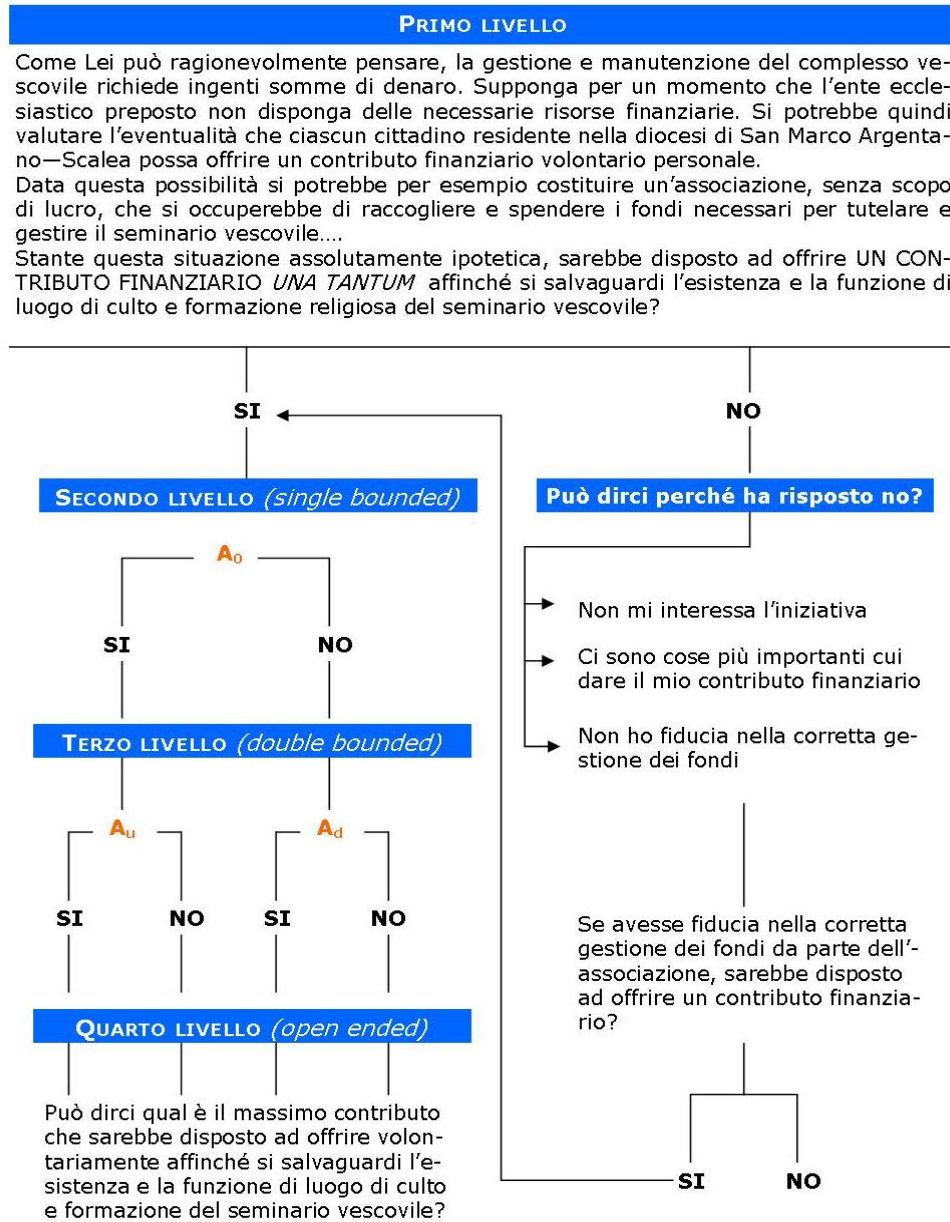 PRIMO LIVELLO
Come Lei può ragionevolmente pensare, la gestione e manutenzione del complesso ve-
scovile richiede ingenti somme di denaro. Supponga per un momento che l'ente eccle-
siastico preposto non disponga delle necessarie risorse finanziarie. Si potrebbe quindi
valutare l'eventualità che ciascun cittadino residente nella diocesi di San Marco Argenta-
no—Scalea possa offrire un contributo finanziario volontario personale.
Data questa possibilità si potrebbe per esempio costituire un'associazione, senza scopo
di lucro, che si occuperebbe di raccogliere e spendere i fondi necessari per tutelare e
gestire il seminario vescovile....
Stante questa situazione assolutamente ipotetica, sarebbe disposto ad offrire UN CON-
TRIBUTO FINANZIARIO UNA TANTUM affinché si salvaguardi l'esistenza e la funzione di
luogo di culto e formazione religiosa del seminario vescovile?
SI
NO
SECONDO LIVELLO (single bounded)
A0
SI
NO
TERZO LIVELLO (double bounded)
Au
Ad
SI
NO
SI
NO
QUARTO LIVELLO (open ended)
Può dirci qual è il massimo contributo
che sarebbe disposto ad offrire volon-
tariamente affinché si salvaguardi l'e-
sistenza e la funzione di luogo di culto
e formazione del seminario vescovile?
Può dirci perché ha risposto no?
Non mi interessa l'iniziativa
Ci sono cose più importanti cui
dare il mio contributo finanziario
Non ho fiducia nella corretta ge-
stione dei fondi
Se avesse fiducia nella corretta
gestione dei fondi da parte dell'-
associazione, sarebbe disposto
ad offrire un contributo finanzia-
rio?
SI
NO